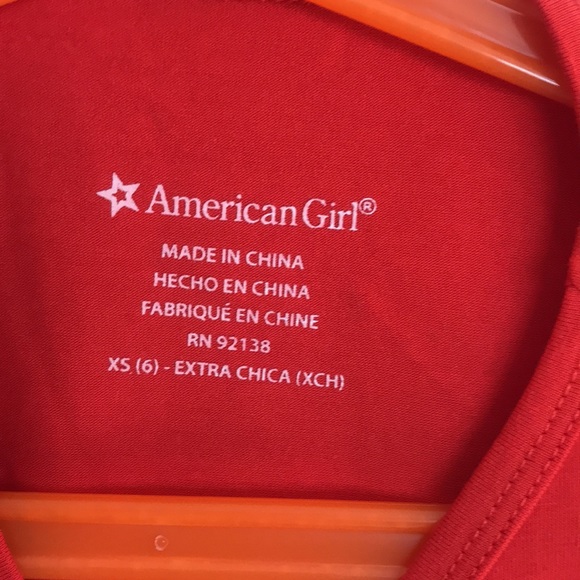 American Girl®
MADE IN CHINA
HECHO EN CHINA
FABRIQUÉ EN CHINE
RN 92138
XS (6) - EXTRA CHICA (XCH)